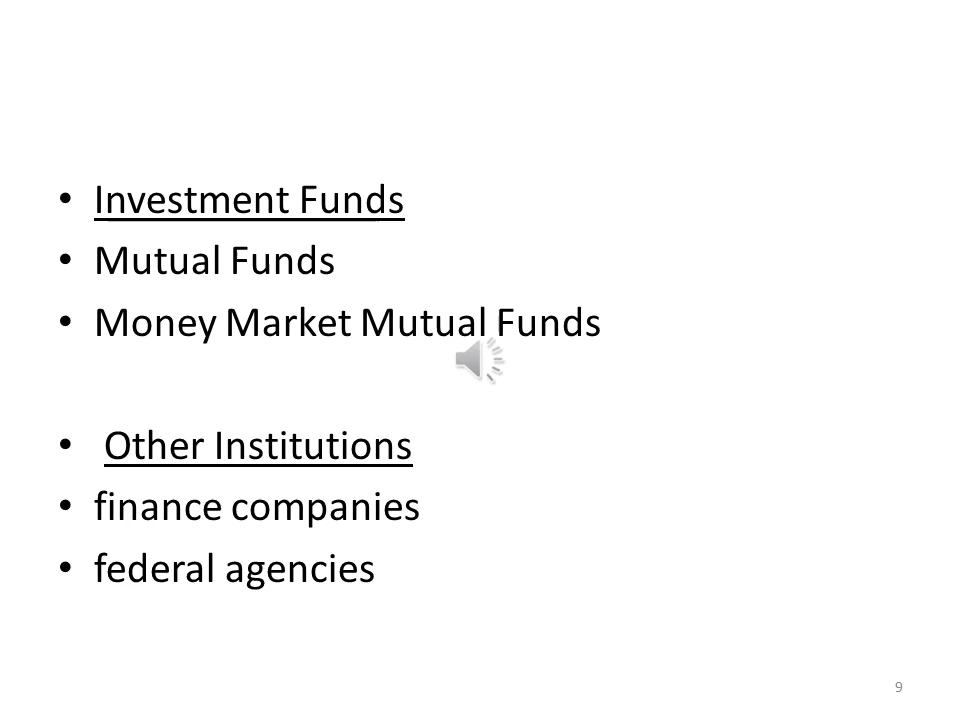 • Investment Funds
• Mutual Funds
• Money Market Mutual Funds
• Other Institutions
• finance companies
• federal agencies
9